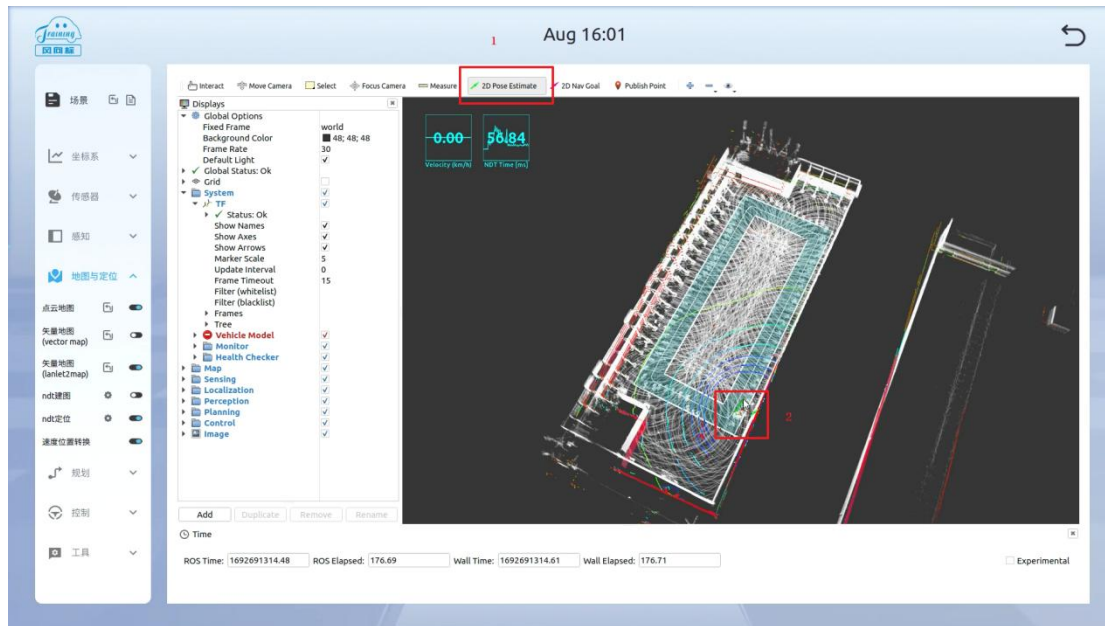 Training
Aug 16:01
1
场景
坐标系
传感器
感知
地图与定位
点云地图
矢量地图
(vector map)
矢量地图
(lanlet2map)
ndt建图
ndt定位
速度位置转换
规划
控制
工具
Interact Move Camera Select Focus Camera Measure 2D Pose Estimate 2D Nav Goal Publish Point
Displays
Global Options
Fixed Frame world
Background Color 48; 48; 48
Frame Rate 30
Default Light
Global Status: Ok
Grid
System
TF
Status: Ok
Show Names
Show Axes
Show Arrows
Marker Scale 5
Update Interval 0
Frame Timeout 15
Filter (whitelist)
Filter (blacklist)
Frames
Tree
Vehicle Model
Monitor
Health Checker
Map
Sensing
Localization
Perception
Planning
Control
Image
Add Duplicate Remove Rename
0.00 56.84
Velocity (km/h) NDT Time (ms)
2
Time
ROS Time: 1692691314.48 ROS Elapsed: 176.69 Wall Time: 1692691314.61 Wall Elapsed: 176.71 Experimental